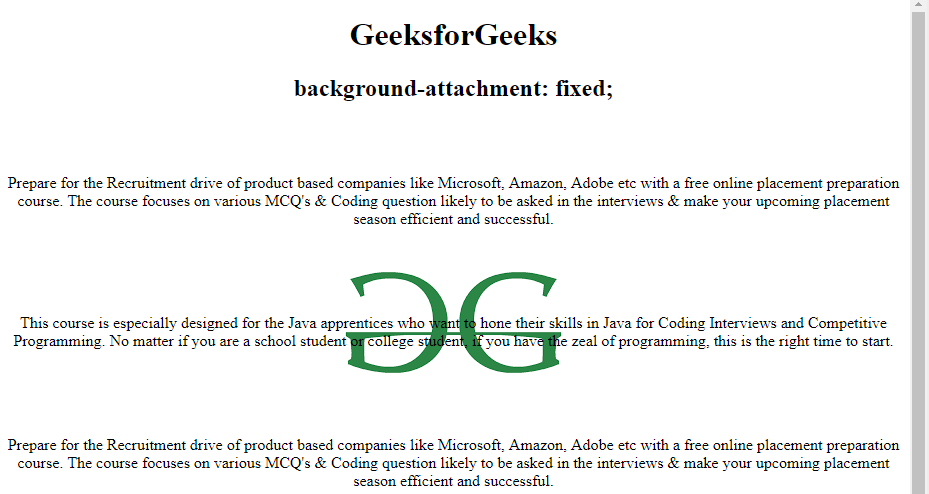 GeeksforGeeks
background-attachment: fixed;
Prepare for the Recruitment drive of product based companies like Microsoft, Amazon, Adobe etc with a free online placement preparation
course. The course focuses on various MCQ's & Coding question likely to be asked in the interviews & make your upcoming placement
season efficient and successful.
This course is especially designed for the Java apprentices who want to hone their skills in Java for Coding Interviews and Competitive
Programming. No matter if you are a school student or college student, if you have the zeal of programming, this is the right time to start.
Prepare for the Recruitment drive of product based companies like Microsoft, Amazon, Adobe etc with a free online placement preparation
course. The course focuses on various MCQ's & Coding question likely to be asked in the interviews & make your upcoming placement
season efficient and successful.